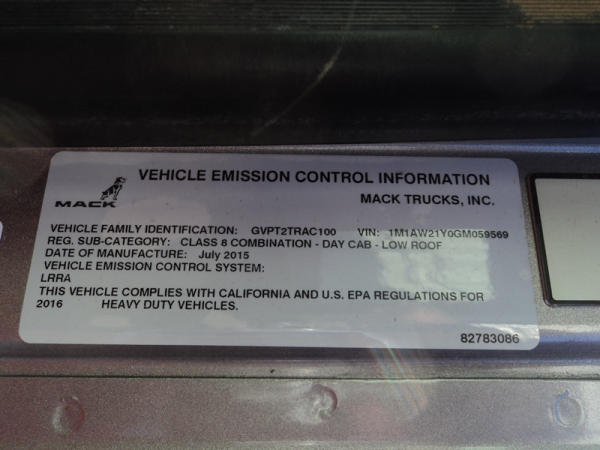 VEHICLE EMISSION CONTROL INFORMATION
MACK
MACK TRUCKS, INC.
VEHICLE FAMILY IDENTIFICATION: GVPT2TRAC100 VIN: 1M1AW21Y0GM059569
REG. SUB-CATEGORY: CLASS 8 COMBINATION - DAY CAB - LOW ROOF
DATE OF MANUFACTURE: July 2015
VEHICLE EMISSION CONTROL SYSTEM:
LRRA
THIS VEHICLE COMPLIES WITH CALIFORNIA AND U.S. EPA REGULATIONS FOR
2016 HEAVY DUTY VEHICLES.
82783086